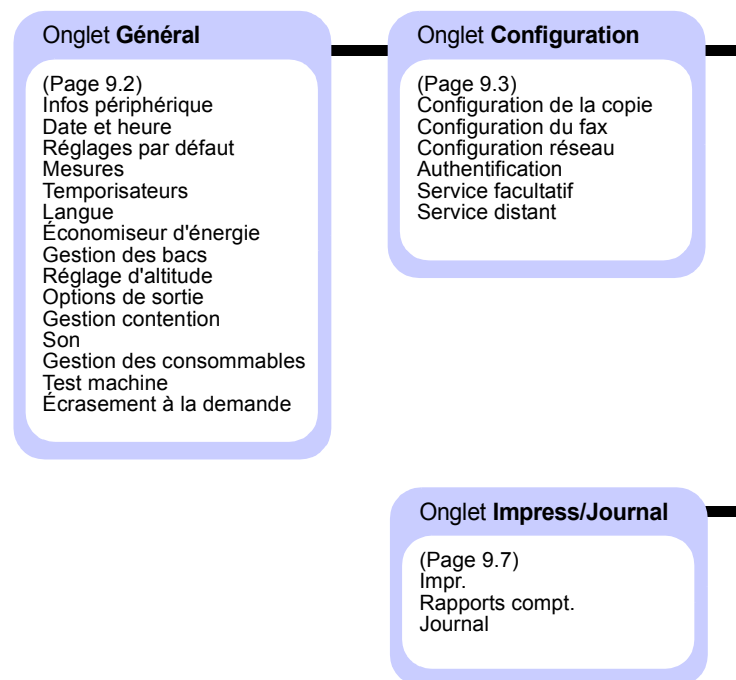 Onglet Général
(Page 9.2)
Infos périphérique
Date et heure
Réglages par défaut
Mesures
Temporisateurs
Langue
Économiseur d'énergie
Gestion des bacs
Réglage d'altitude
Options de sortie
Gestion contention
Son
Gestion des consommables
Test machine
Écrasement à la demande
Onglet Configuration
(Page 9.3)
Configuration de la copie
Configuration du fax
Configuration réseau
Authentification
Service facultatif
Service distant
Onglet Impress/Journal
(Page 9.7)
Impr.
Rapports compt.
Journal